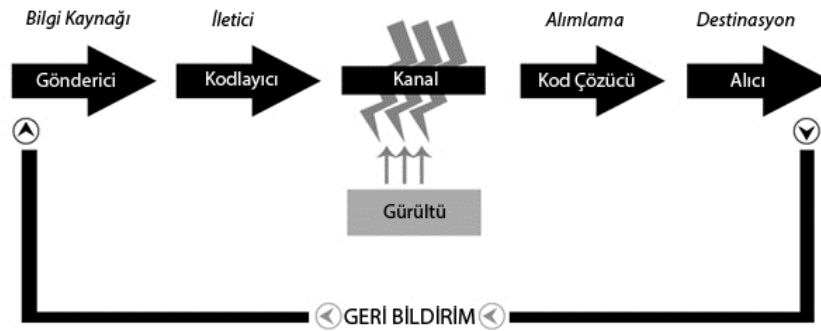 Bilgi Kaynağı
İletici
Alımlama
Destinasyon
Gönderici
Kodlayıcı
Kanal
Kod Çözücü
Alıcı
Gürültü
GERİ BİLDİRİM